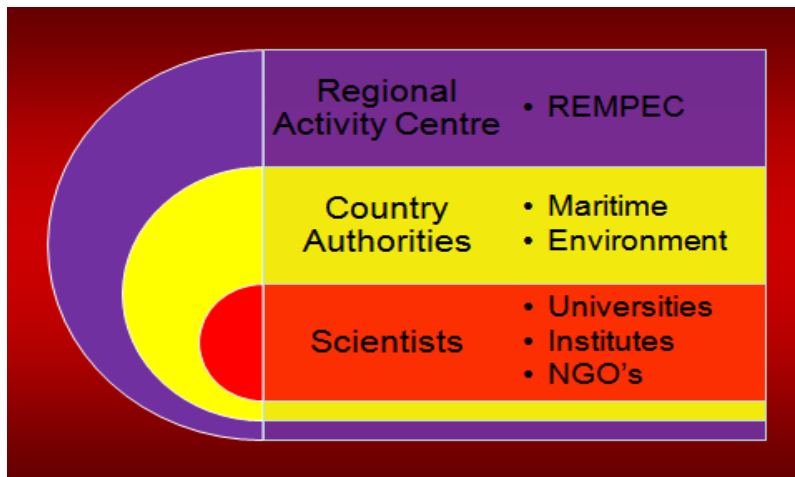 Regional
Activity Centre
• REMPEC
Country
Authorities
• Maritime
• Environment
Scientists
• Universities
• Institutes
• NGO’s